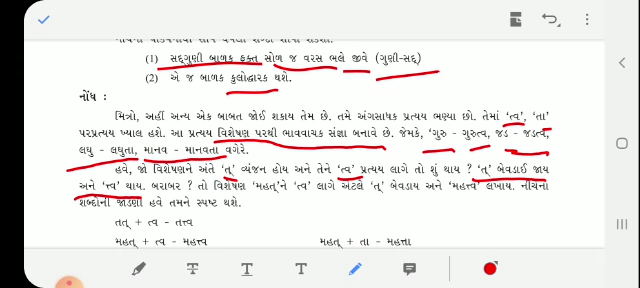 (1) સદ્ગુણી બાળક ફક્ત સોળ જ વરસ ભલે જીવે (ગુણી-સદ્)
(2) એ જ બાળક કુલોદ્ધારક થશે.
નોંધ :
મિત્રો, અહીં અન્ય એક બાબત જોઈ શકાય તેમ છે. તમે અંગસાધક પ્રત્યય ભણ્યા છો. તેમાં ‘ત્વ’, ‘તા’
પરપ્રત્યય ખ્યાલ હશે. આ પ્રત્યય વિશેષણ પરથી ભાવવાચક સંજ્ઞા બનાવે છે. જેમકે, ‘ગુરુ - ગુરુત્વ, જડ - જડત્વ,
લઘુ - લઘુતા, માનવ - માનવતા વગેરે.
હવે, જો વિશેષણને અંતે ‘ત્’ વ્યંજન હોય અને તેને ‘ત્વ’ પ્રત્યય લાગે તો શું થાય ? ‘ત્’ બેવડાઈ જાય
અને ‘ત્ત્વ’ થાય. બરાબર ? તો વિશેષણ ‘મહત્’ને ‘ત્વ’ લાગે એટલે ‘ત્’ બેવડાય અને ‘મહત્ત્વ’ લખાય. નીચેના
શબ્દોની જોડણી હવે તમને સ્પષ્ટ થશે.
તત્ + ત્વ - તત્ત્વ
મહત્ + ત્વ - મહત્ત્વ મહત્ + તા - મહત્તા